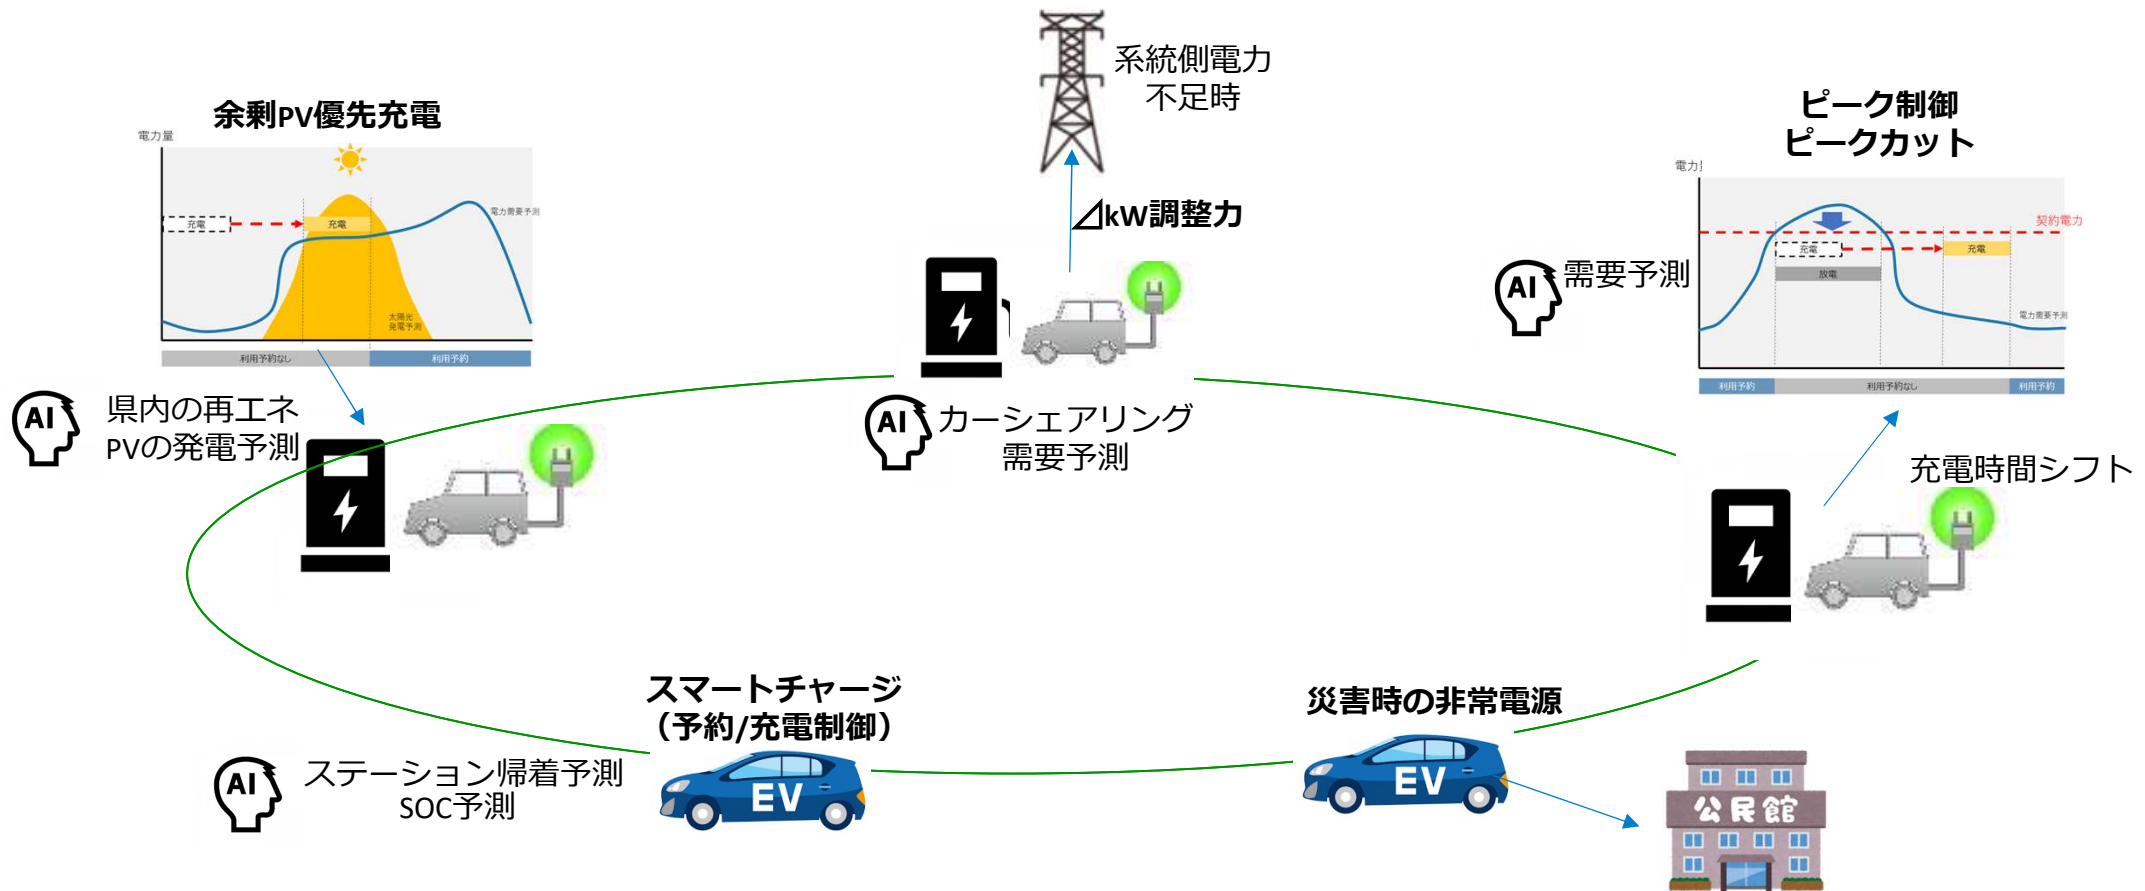 系統側電力
不足時
余剰PV優先充電
電力量
充電
充電
電力需要予測
太陽光
発電予測
利用予約なし
利用予約
⊿kW調整力
ピーク制御
ピークカット
契約電力
充電
充電
放電
電力需要予測
利用予約
利用予約なし
利用予約
AI
需要予測
AI
県内の再エネ
PVの発電予測
AI
カーシェアリング
需要予測
充電時間シフト
スマートチャージ
（予約/充電制御）
災害時の非常電源
AI
ステーション帰着予測
SOC予測
EV
EV
公民館